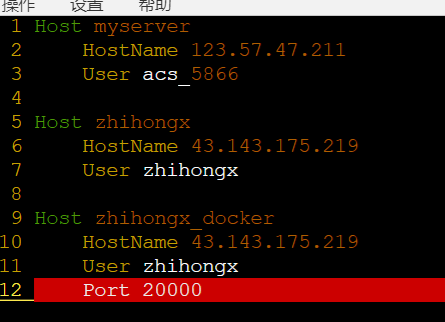 操作 设置 帮助
1 Host myserver
2 HostName 123.57.47.211
3 User acs_5866
4
5 Host zhihongx
6 HostName 43.143.175.219
7 User zhihongx
8
9 Host zhihongx_docker
10 HostName 43.143.175.219
11 User zhihongx
12 Port 20000